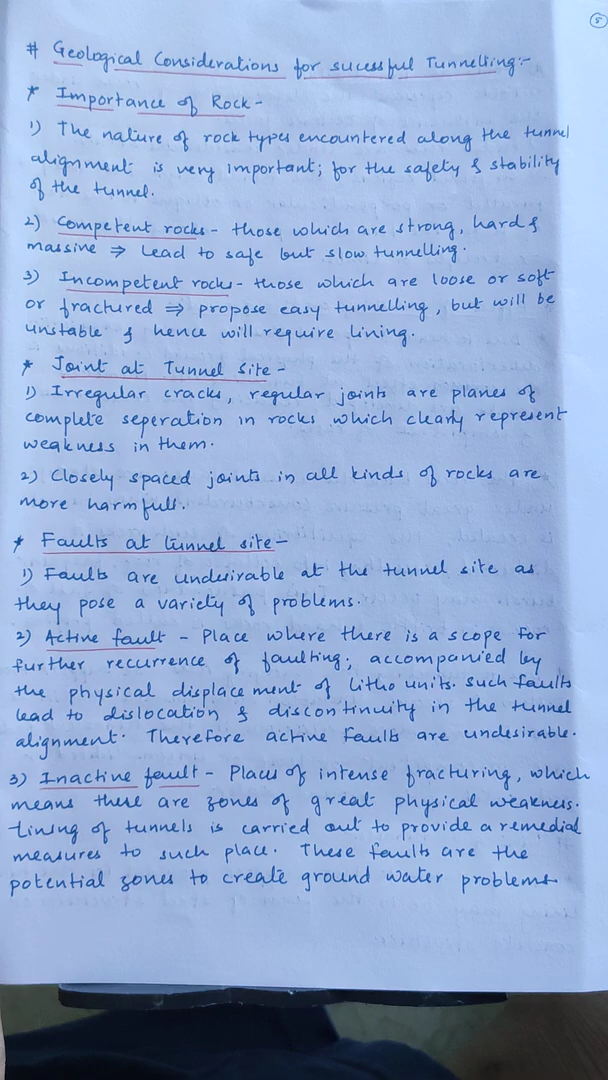 5
# Geological Considerations for sucessful Tunnelling:-
* Importance of Rock -
1) The nature of rock types encountered along the tunnel
alignment is very important; for the safety & stability
of the tunnel.
2) Competent rocks - those which are strong, hard &
massive ⇒ Lead to safe but slow tunnelling.
3) Incompetent rocks - those which are loose or soft
or fractured ⇒ propose easy tunnelling, but will be
unstable & hence will require lining.
* Joint at Tunnel site -
1) Irregular cracks, regular joints are planes of
complete seperation in rocks which clearly represent
weakness in them.
2) Closely spaced joints in all kinds of rocks are
more harmfull.
* Faults at tunnel site -
1) Faults are undesirable at the tunnel site as
they pose a variety of problems.
2) Active fault - Place where there is a scope for
further recurrence of faulting; accompanied by
the physical displacement of litho units. such faults
lead to dislocation & discontinuity in the tunnel
alignment. Therefore active faults are undesirable.
3) Inactive fault - Places of intense fracturing, which
means there are zones of great physical weakness.
Lining of tunnels is carried out to provide a remedial
measures to such place. These faults are the
potential zones to create ground water problems